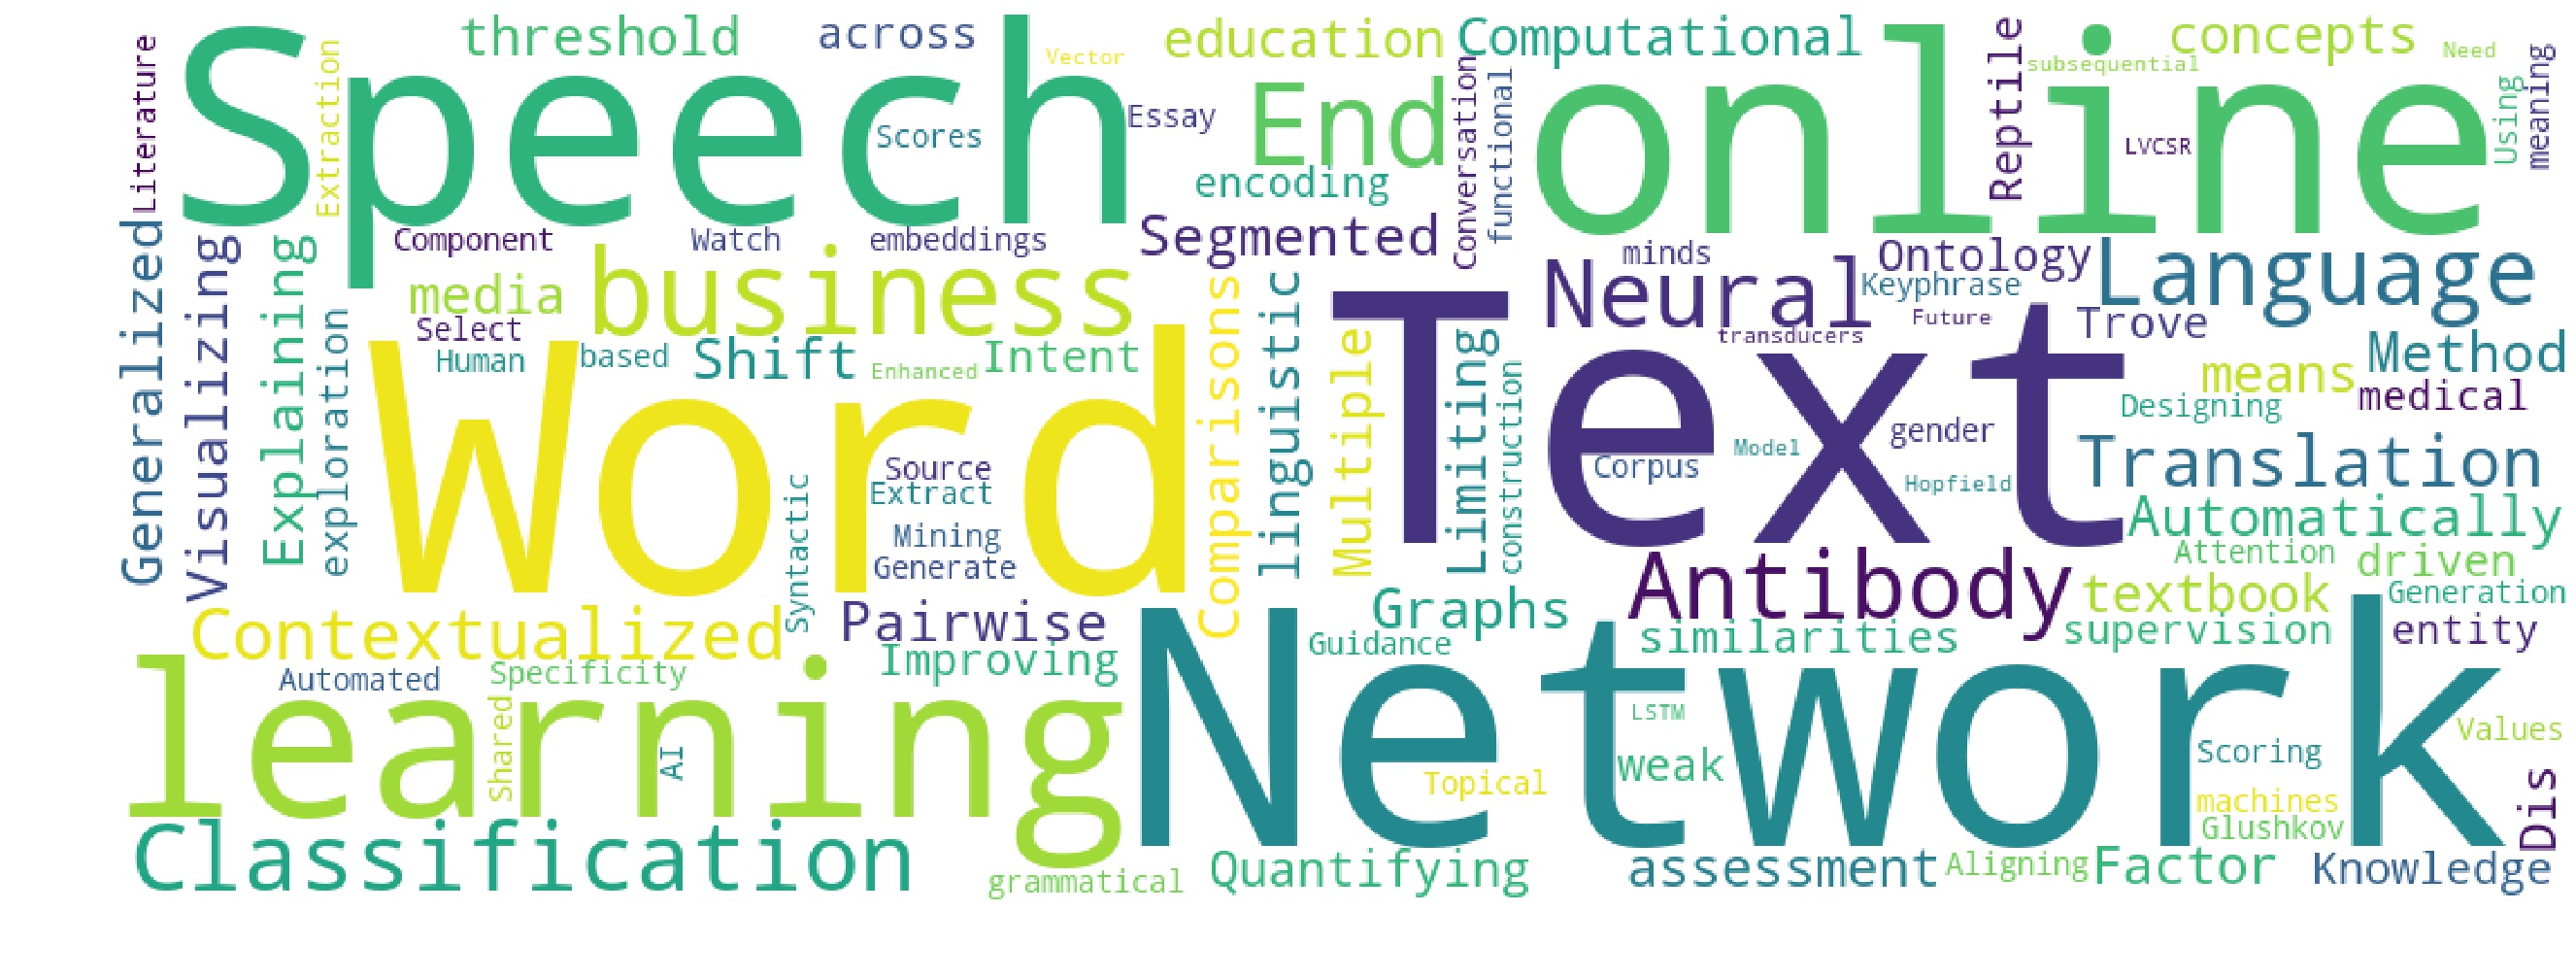 Speech
online
Word
Text
learning
Network
threshold
across
Vector
education
Computational
concepts
Need
subsequential
Literature
Extraction
Scores
Essay
End
encoding
Conversation
functional
Reptile
LVCSR
Using
meaning
Generalized
Visualizing
Explaining
exploration
Component
Watch
embeddings
Segmented
media
business
Select
Human
based
Shift
Enhanced
Intent
Comparisons
linguistic
Multiple
Limiting
construction
minds
Neural
Ontology
Keyphrase
Language
transducers
Future
Trove
Method
means
medical
Designing
gender
Model
Corpus
Hopfield
Translation
Automatically
Attention
driven
Source
Extract
Mining
Generate
Syntactic
Contextualized
Pairwise
Improving
Graphs
Guidance
Antibody
similarities
textbook
supervision
Generation
entity
Automated
Specificity
Shared
AI
LSTM
weak
Topical
Scoring
Values
machines
Glushkov
Dis
Classification
grammatical
Quantifying
assessment
Aligning
Factor
Knowledge